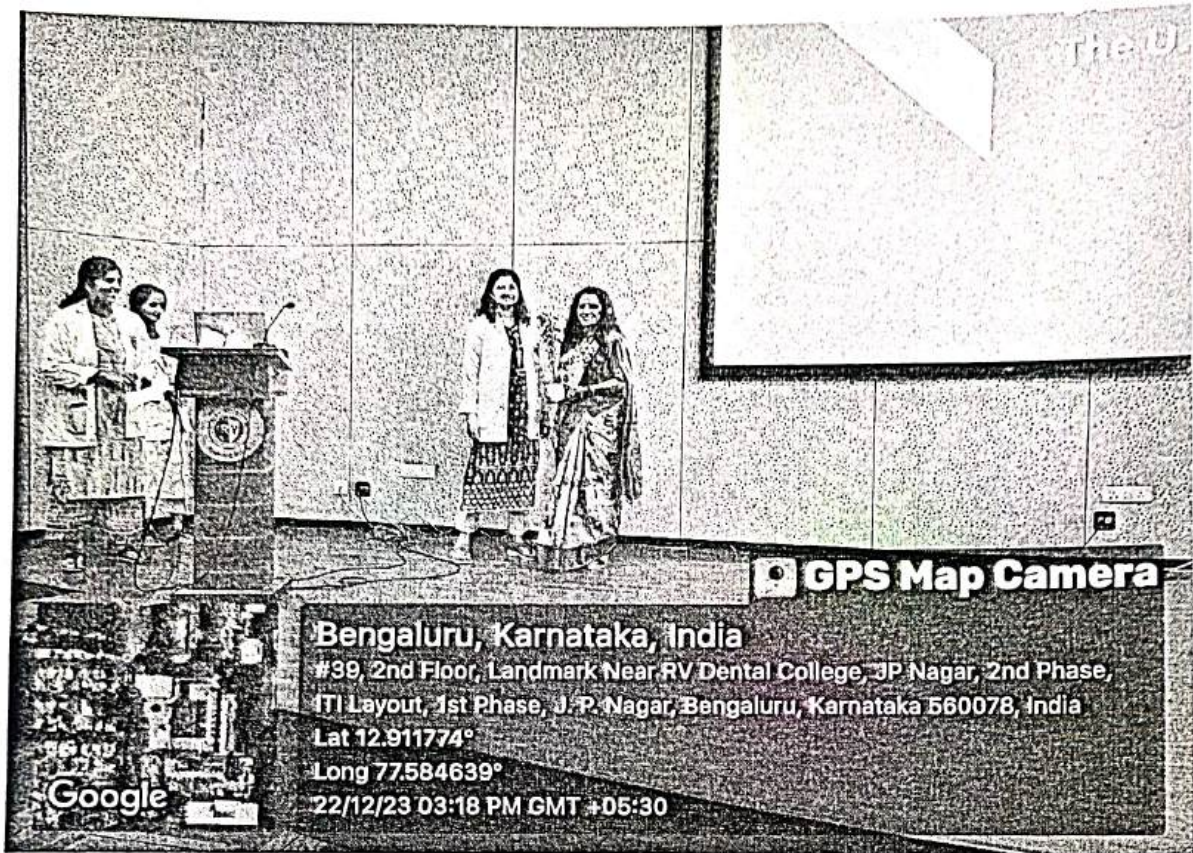 The U
GPS Map Camera
Bengaluru, Karnataka, India
#39, 2nd Floor, Landmark Near RV Dental College, JP Nagar, 2nd Phase,
ITI Layout, 1st Phase, J. P. Nagar, Bengaluru, Karnataka 560078, India
Lat 12.911774°
Long 77.584639°
22/12/23 03:18 PM GMT +05:30
Google